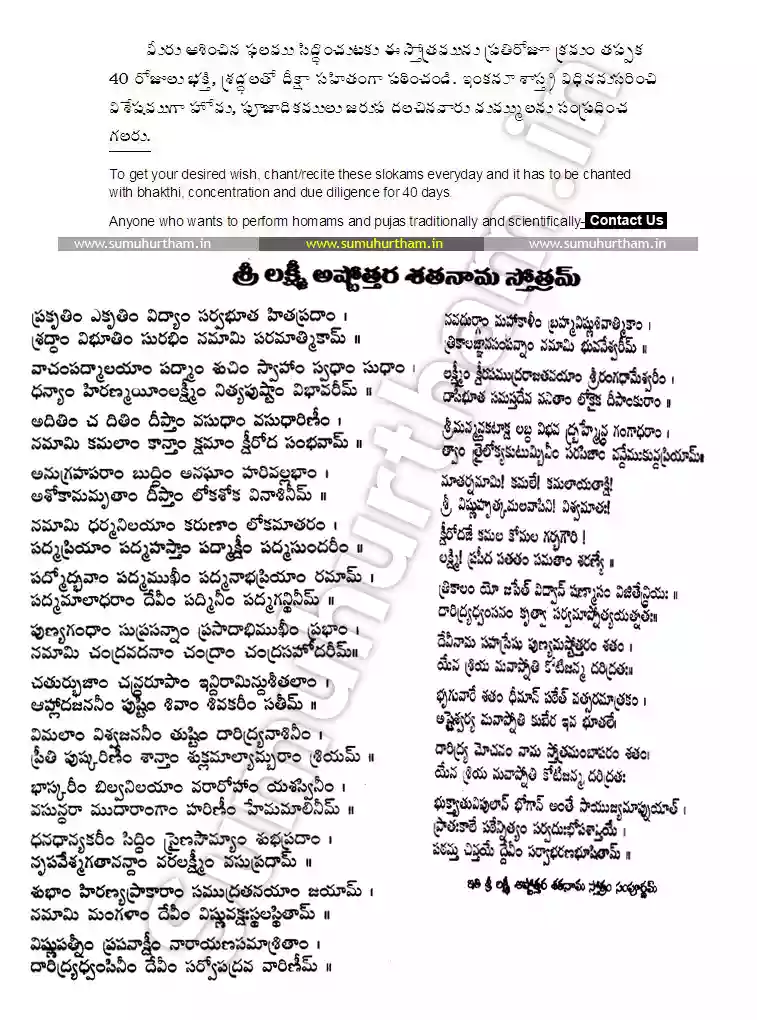 మీరు ఆశించిన ఫలము సిద్ధించుటకు ఈ స్తోత్రమును ప్రతిరోజూ క్రమం తప్పక
40 రోజులు భక్తి, శ్రద్ధలతో దీక్షా సహితంగా పఠించండి. ఇంకనూ శాస్త్ర విధిననుసరించి
విశేషముగా హోమ, పూజాదికములు జరుప దలచినవారు మమ్ములను సంప్రదించ
గలరు.
To get your desired wish, chant/recite these slokams everyday and it has to be chanted
with bhakthi, concentration and due diligence for 40 days.
Anyone who wants to perform homams and pujas traditionally and scientifically- Contact Us
www.sumuhurtham.in www.sumuhurtham.in www.sumuhurtham.in
శ్రీ లక్ష్మీ అష్టోత్తర శతనామ స్తోత్రమ్
ప్రకృతిం ఎకృతిం విద్యాం సర్వభూత హితప్రదాం ।
శ్రద్ధాం విభూతిం సురభిం నమామి పరమాత్మికామ్ ॥
వాచంపద్మాలయాం పద్మాం శుచిం స్వాహాం స్వధాం సుధాం ।
ధన్యాం హిరణ్మయీంలక్ష్మీం నిత్యపుష్టాం విభావరీమ్ ॥
అదితిం చ దితిం దీప్తాం వసుధాం వసుధారిణీం ।
నమామి కమలాం కాన్తాం క్షమాం క్షీరోద సంభవామ్ ॥
అనుగ్రహపరాం బుద్ధిం అనఘాం హరివల్లభాం ।
అశోకామమృతాం దీప్తాం లోకశోక వినాశినీమ్ ॥
నమామి ధర్మనిలయాం కరుణాం లోకమాతరం ।
పద్మప్రియాం పద్మహస్తాం పద్మాక్షీం పద్మసుందరీం ॥
పద్మోద్భవాం పద్మముఖీం పద్మనాభప్రియాం రమామ్ ।
పద్మమాలాధరాం దేవీం పద్మినీం పద్మగన్ధినీమ్ ॥
పుణ్యగంధాం సుప్రసన్నాం ప్రసాదాభిముఖీం ప్రభాం ।
నమామి చంద్రవదనాం చంద్రాం చంద్రసహోదరీమ్॥
చతుర్భుజాం చన్ద్రరూపాం ఇన్దిరామిన్దుశీతలాం ।
ఆహ్లాదజననీం పుష్టిం శివాం శివకరీం సతీమ్ ॥
విమలాం విశ్వజననీం తుష్టిం దారిద్ర్యనాశినీం ।
ప్రీతి పుష్కరిణీం శాన్తాం శుక్లమాల్యామ్బరాం శ్రియమ్ ॥
భాస్కరీం బిల్వనిలయాం వరారోహాం యశస్వినీం ।
వసున్ధరా ముదారాంగాం హరిణీం హేమమాలినీమ్ ॥
ధనధాన్యకరీం సిద్ధిం స్రైణసామ్యాం శుభప్రదాం ।
నృపవేశ్మగతానన్దాం వరలక్ష్మీం వసుప్రదామ్ ॥
శుభాం హిరణ్యప్రాకారాం సముద్రతనయాం జయామ్ ।
నమామి మంగళాం దేవీం విష్ణువక్షఃస్థలస్థితామ్ ॥
విష్ణుపత్నీం ప్రసన్నాక్షీం నారాయణసమాశ్రితాం ।
దారిద్ర్యధ్వంసినీం దేవీం సర్వోపద్రవ వారిణీమ్ ॥
నవదుర్గాం మహాకాళీం బ్రహ్మవిష్ణుశివాత్మికాం ।
త్రికాలజ్ఞానసంపన్నాం నమామి భువనేశ్వరీమ్ ॥
లక్ష్మీం క్షీరసముద్రరాజతనయాం శ్రీరంగధామేశ్వరీం ।
దాసీభూత సమస్తదేవ వనితాం లోకైక దీపాంకురాం ॥
శ్రీమన్మన్దకటాక్ష లబ్ధ విభవ ద్బ్రహ్మేన్ద్ర గంగాధరాం ।
త్వాం త్రైలోక్యకుటుమ్బినీం సరసిజాం వన్దేముకున్దప్రియామ్॥
మాతర్నమామి! కమలే! కమలాయతాక్షి!
శ్రీ విష్ణుహృత్కమలవాసిని! విశ్వమాతః!
క్షీరోదజే కమల కోమల గర్భగౌరి !
లక్ష్మీ! ప్రసీద సతతం సమతాం శరణ్యే ॥
త్రికాలం యో జపేత్ విద్వాన్ షణ్మాసం విజితేన్ద్రియః ॥
దారిద్ర్యధ్వంసనం కృత్వా సర్వమాప్నోత్యయత్నతః॥
దేవీనామ సహస్రేషు పుణ్యమష్టోత్తరం శతం ।
యేన శ్రియ మవాప్నోతి కోటిజన్మ దరిద్రతః॥
భృగువారే శతం ధీమాన్ పఠేత్ వత్సరమాత్రకం ।
అష్టైశ్వర్య మవాప్నోతి కుబేర ఇవ భూతలే॥
దారిద్ర్య మోచనం నామ స్తోత్రమంబాపరం శతం।
యేన శ్రియ మవాప్నోతి కోటిజన్మ దరిద్రతః
భుక్త్వాతువిపులాన్ భోగాన్ అంతే సాయుజ్యమాప్నుయాత్ ।
ప్రాతఃకాలే పఠేన్నిత్యం సర్వదుఃఖోపశాన్తయే ।
పఠన్తు చిన్తయే ద్దేవీం సర్వాభరణభూషితామ్ ॥
ఇతి శ్రీ లక్ష్మీ అష్టోత్తర శతనామ స్తోత్రం సంపూర్ణమ్
Sumuhurtham.in